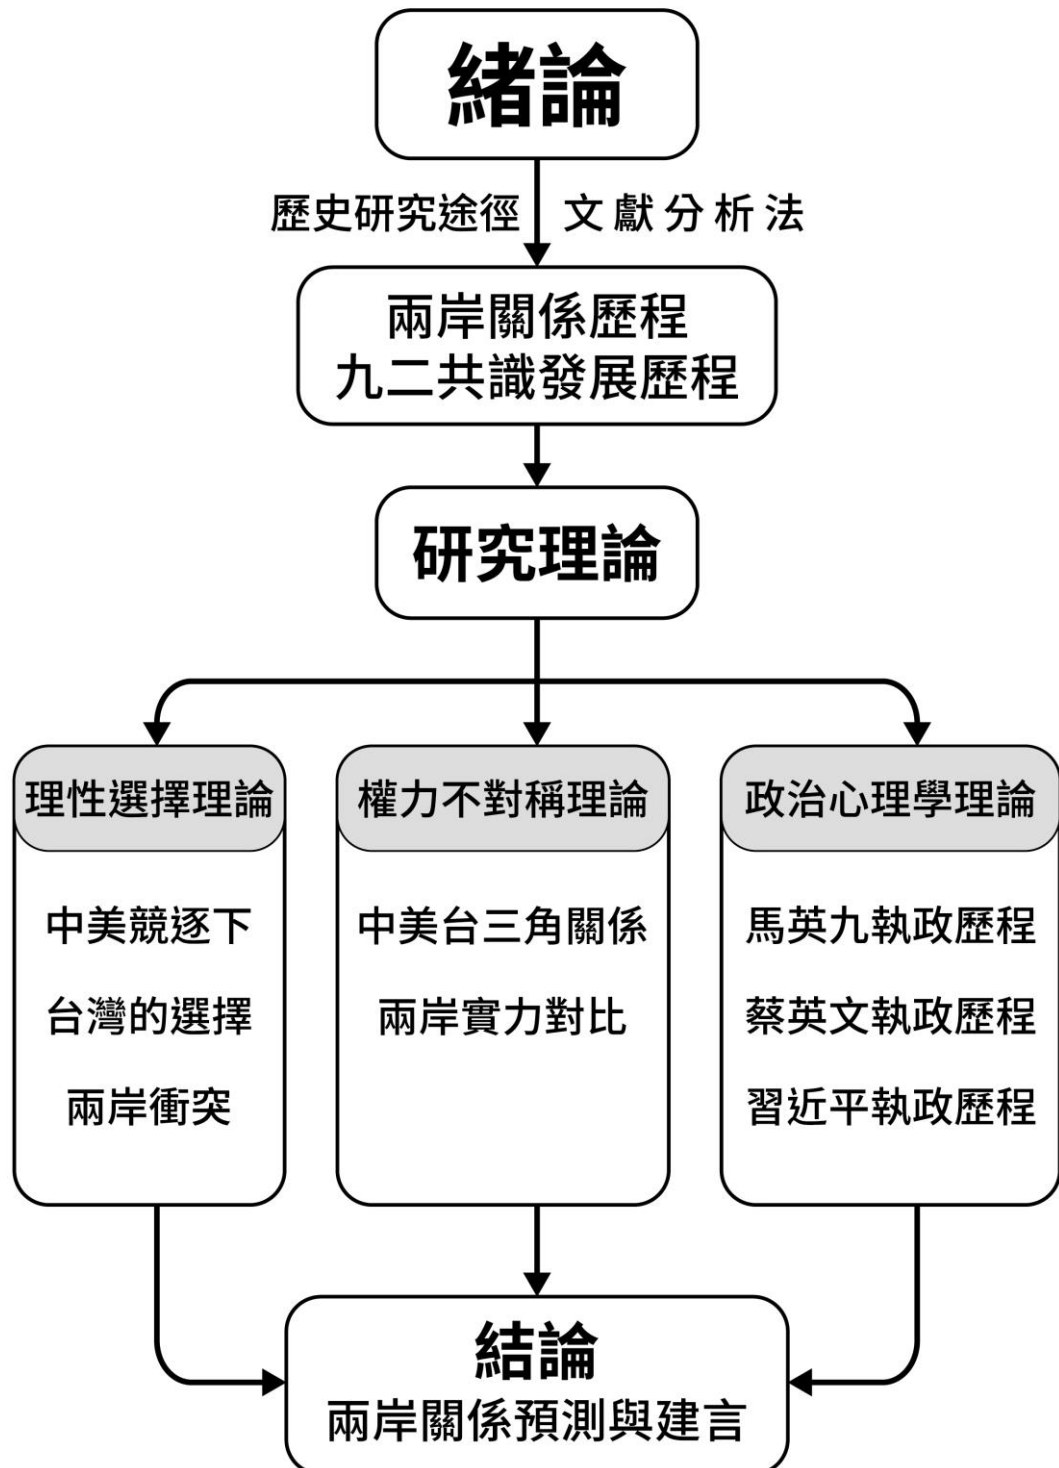 緒論
歷史研究途徑 文獻分析法
兩岸關係歷程
九二共識發展歷程
研究理論
理性選擇理論
中美競逐下
台灣的選擇
兩岸衝突
權力不對稱理論
中美台三角關係
兩岸實力對比
政治心理學理論
馬英九執政歷程
蔡英文執政歷程
習近平執政歷程
結論
兩岸關係預測與建言